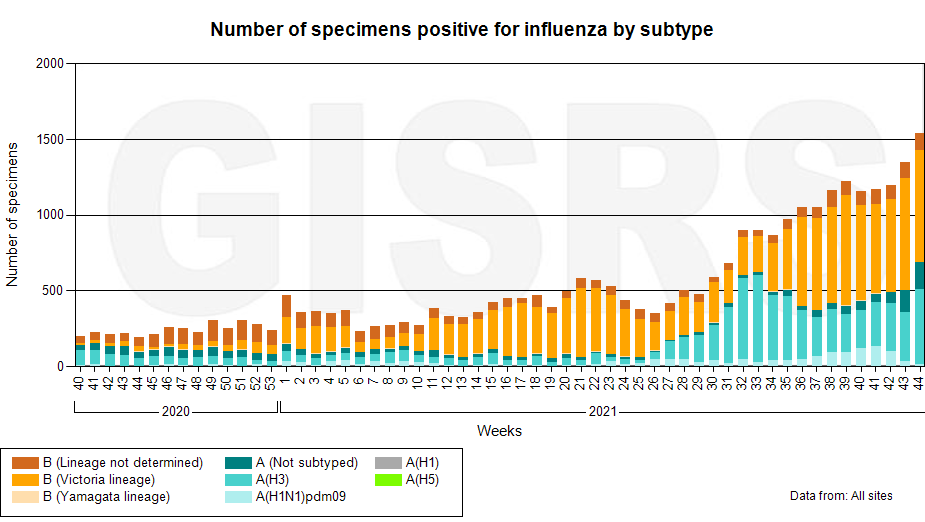 Number of specimens positive for influenza by subtype
GISRS
Number of specimens
2000
1500
1000
500
0
40 41 42 43 44 45 46 47 48 49 50 51 52 53 1 2 3 4 5 6 7 8 9 10 11 12 13 14 15 16 17 18 19 20 21 22 23 24 25 26 27 28 29 30 31 32 33 34 35 36 37 38 39 40 41 42 43 44
2020 2021
Weeks
B (Lineage not determined) A (Not subtyped) A(H1)
B (Victoria lineage) A(H3) A(H5)
B (Yamagata lineage) A(H1N1)pdm09
Data from: All sites